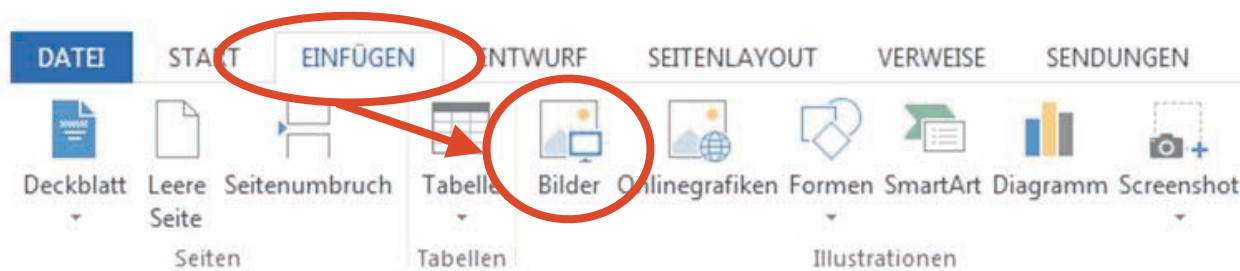 DATEI START EINFÜGEN ENTWURF SEITENLAYOUT VERWEISE SENDUNGEN
Deckblatt Leere Seitenumbruch Tabelle Bilder Onlinegrafiken Formen SmartArt Diagramm Screenshot
Seite
Seiten Tabellen Illustrationen